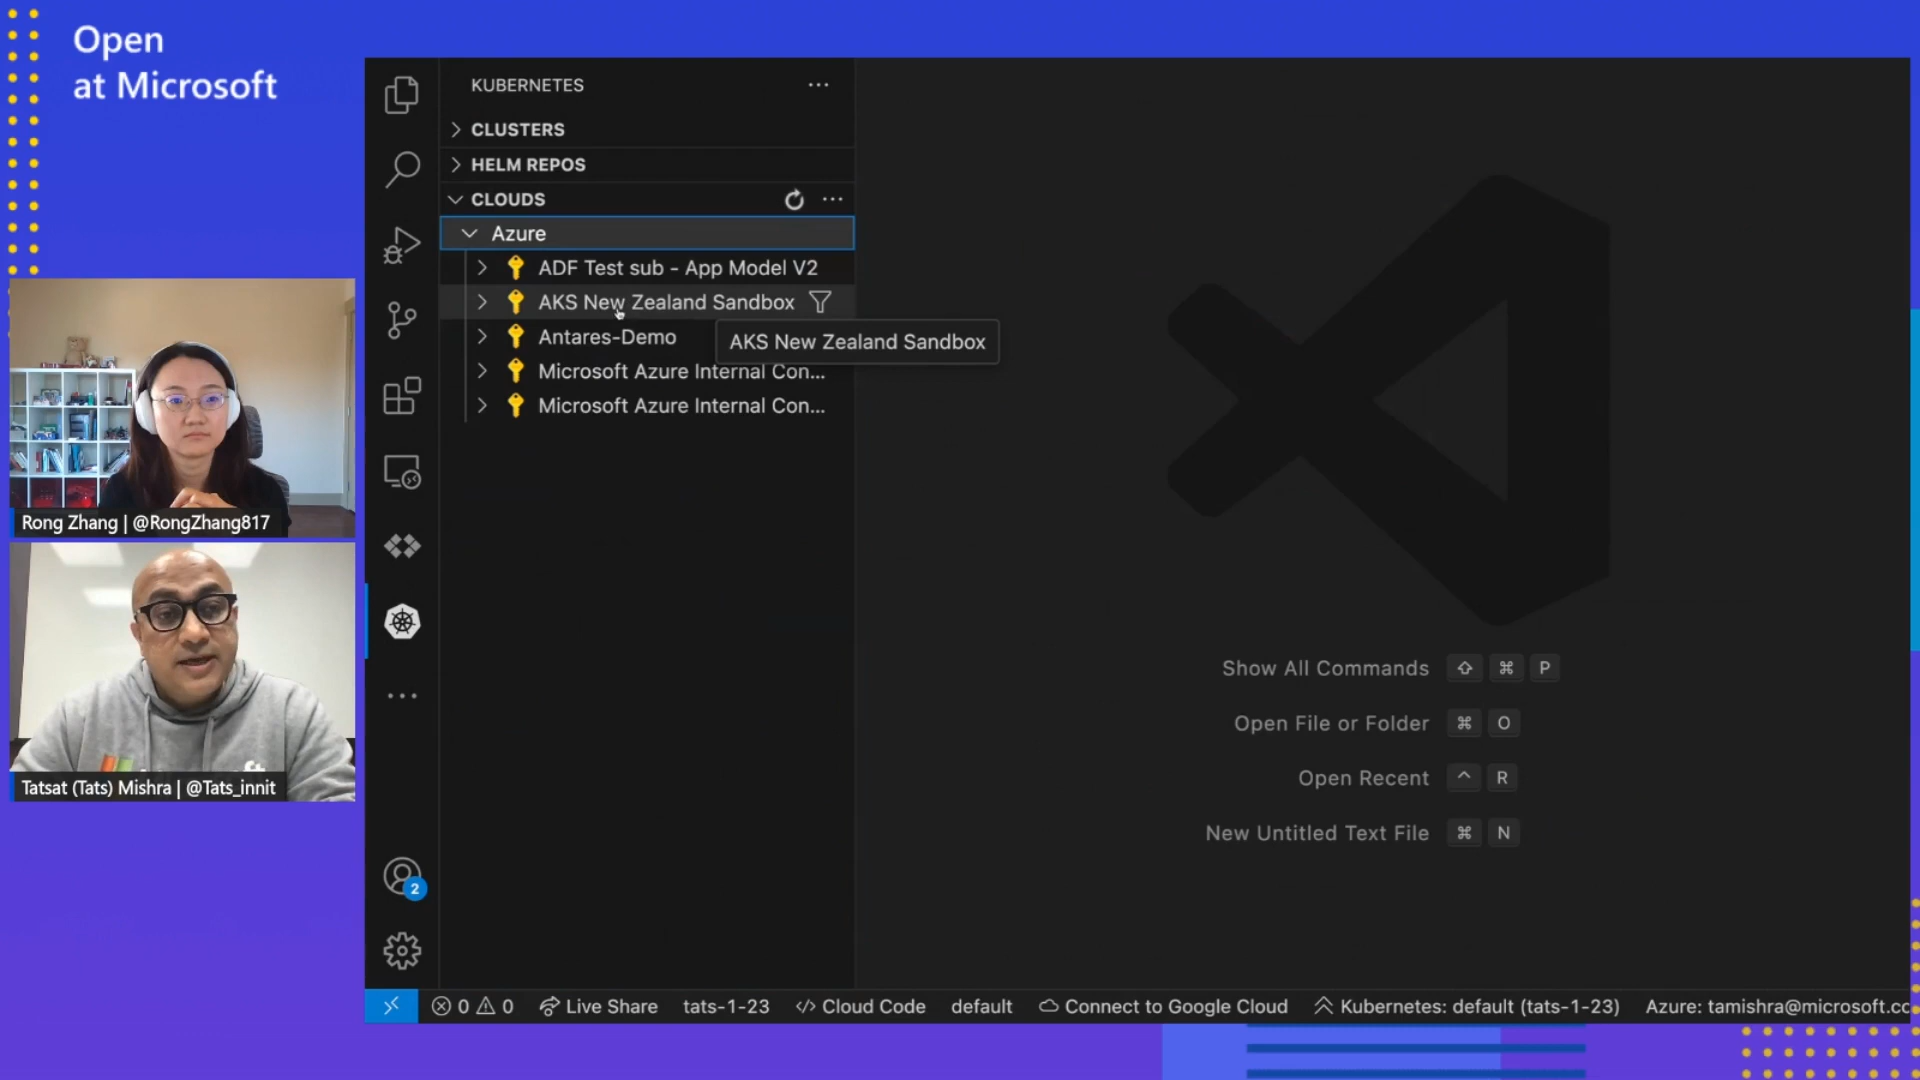 Open
at Microsoft
KUBERNETES
CLUSTERS
HELM REPOS
CLOUDS
Azure
ADF Test sub - App Model V2
AKS New Zealand Sandbox
AKS New Zealand Sandbox
Antares-Demo
Microsoft Azure Internal Con...
Microsoft Azure Internal Con...
Rong Zhang | @RongZhang817
Tatsat (Tats) Mishra | @Tats_innit
Show All Commands ⇧ ⌘ P
Open File or Folder ⌘ O
Open Recent ⌃ R
New Untitled Text File ⌘ N
2
0 0 Live Share tats-1-23 </> Cloud Code default Connect to Google Cloud Kubernetes: default (tats-1-23) Azure: tamishra@microsoft.cc